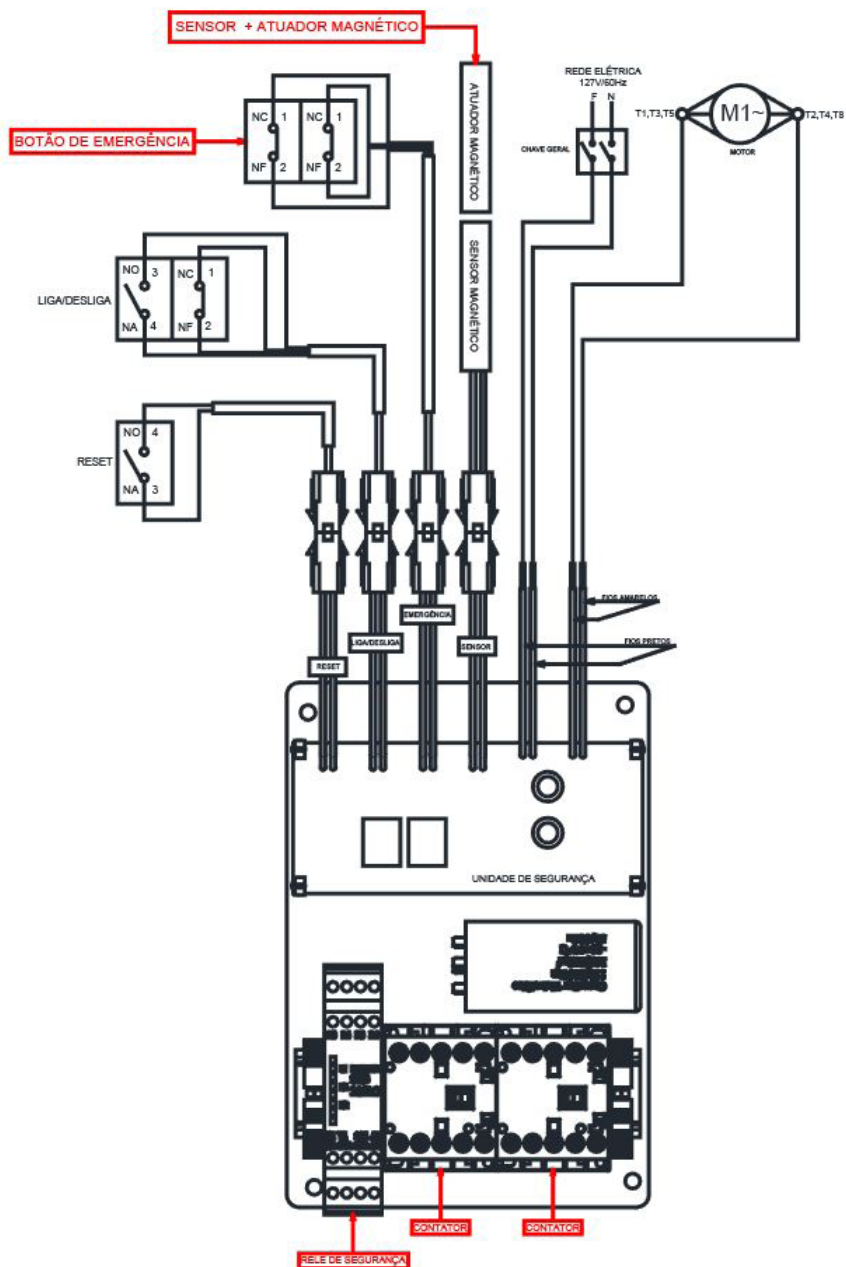 SENSOR + ATUADOR MAGNÉTICO
REDE ELÉTRICA
127V/60Hz
F N
T1,T3,T5
M1~
T2,T4,T8
MOTOR
CHAVE GERAL
ATUADOR MAGNÉTICO
BOTÃO DE EMERGÊNCIA
NC 1 NC 1
NF 2 NF 2
SENSOR MAGNÉTICO
LIGA/DESLIGA
NO 3 NC 1
NA 4 NF 2
RESET
NO 4
NA 3
FIOS AMARELOS
FIOS PRETOS
EMERGÊNCIA
LIGA/DESLIGA
SENSOR
RESET
UNIDADE DE SEGURANÇA
CONTATOR
CONTATOR
RELE DE SEGURANÇA